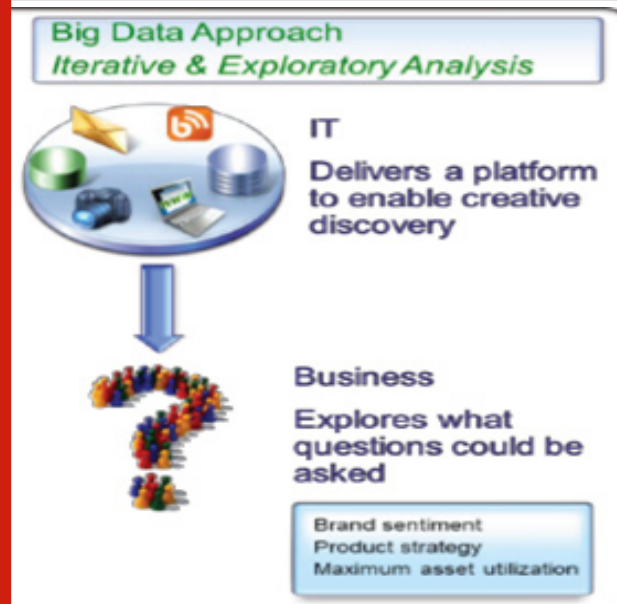 Big Data Approach
Iterative & Exploratory Analysis
IT
Delivers a platform
to enable creative
discovery
Business
Explores what
questions could be
asked
Brand sentiment
Product strategy
Maximum asset utilization